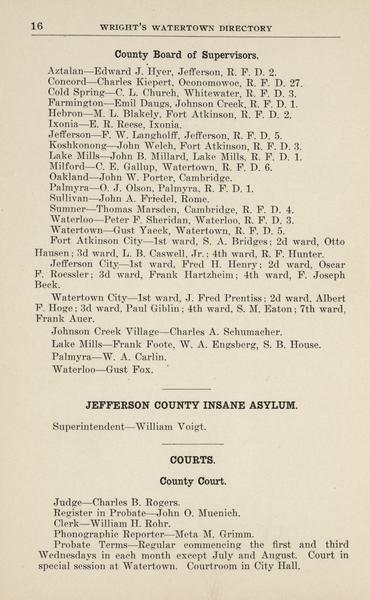 16 WRIGHT'S WATERTOWN DIRECTORY
County Board of Supervisors.
Aztalan—Edward J. Hyer, Jefferson, R. F. D. 2.
Concord—Charles Kiepert, Oconomowoc, R. F. D. 27.
Cold Spring—C. L. Church, Whitewater, R. F. D. 3.
Farmington—Emil Daugs, Johnson Creek, R. F. D. 1.
Hebron—M. L. Blakely, Fort Atkinson, R. F. D. 2.
Ixonia—E. R. Reese, Ixonia.
Jefferson—F. W. Langholff, Jefferson, R. F. D. 5.
Koshkonong—John Welch, Fort Atkinson, R. F. D. 3.
Lake Mills—John B. Millard, Lake Mills, R. F. D. 1.
Milford—C. E. Gallup, Watertown, R. F. D. 6.
Oakland—John W. Porter, Cambridge.
Palmyra—O. J. Olson, Palmyra, R. F. D. 1.
Sullivan—John A. Friedel, Rome.
Sumner—Thomas Marsden, Cambridge, R. F. D. 4.
Waterloo—Peter F. Sheridan, Waterloo, R. F. D. 3.
Watertown—Gust Yaeck, Watertown, R. F. D. 5.
Fort Atkinson City—1st ward, S. A. Bridges; 2d ward, Otto
Hausen; 3d ward, L. B. Caswell, Jr.; 4th ward, R. F. Hunter.
Jefferson City—1st ward, Fred H. Henry; 2d ward, Oscar
F. Roessler; 3d ward, Frank Hartzheim; 4th ward, F. Joseph
Beck.
Watertown City—1st ward, J. Fred Prentiss; 2d ward, Albert
F. Hoge; 3d ward, Paul Giblin; 4th ward, S. M. Eaton; 7th ward,
Frank Auer.
Johnson Creek Village—Charles A. Schumacher.
Lake Mills—Frank Foote, W. A. Engsberg, S. B. House.
Palmyra—W. A. Carlin.
Waterloo—Gust Fox.
JEFFERSON COUNTY INSANE ASYLUM.
Superintendent—William Voigt.
COURTS.
County Court.
Judge—Charles B. Rogers.
Register in Probate—John O. Muenich.
Clerk—William H. Rohr.
Phonographic Reporter—Meta M. Grimm.
Probate Terms—Regular commencing the first and third
Wednesdays in each month except July and August. Court in
special session at Watertown. Courtroom in City Hall.